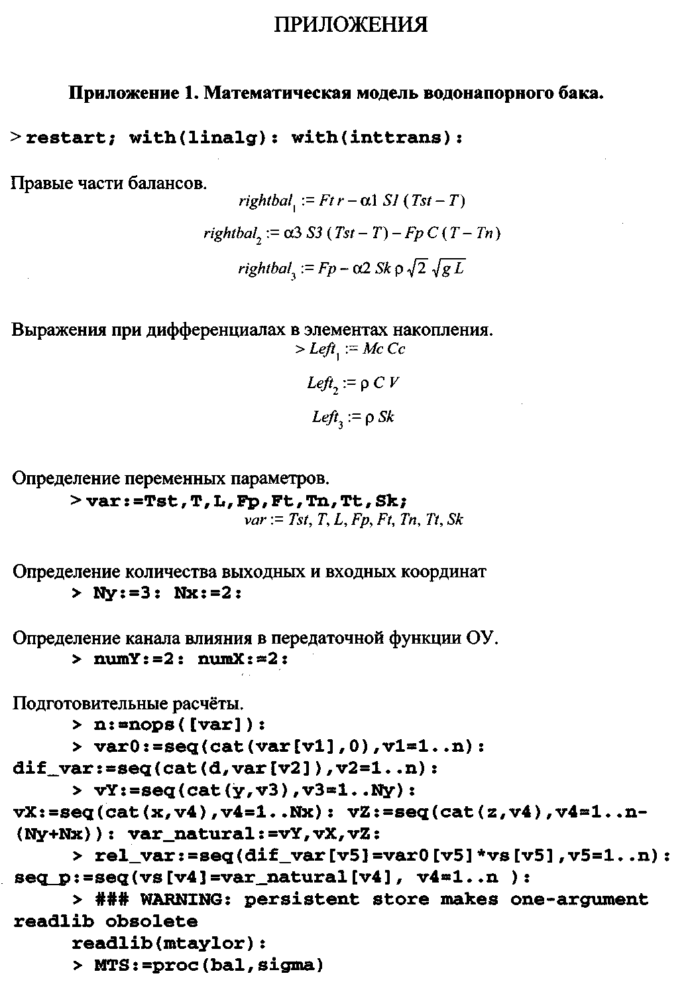 ПРИЛОЖЕНИЯ
Приложение 1. Математическая модель водонапорного бака.
> restart; with(linalg): with(inttrans):
Правые части балансов.
rightbal₁ := Ft r – α1 S1 ( Tst – T )
rightbal₂ := α3 S3 ( Tst – T ) – Fp C ( T – Tn )
rightbal₃ := Fp – α2 Sk ρ √2 √g L
Выражения при дифференциалах в элементах накопления.
> Left₁ := Mc Cc
Left₂ := ρ C V
Left₃ := ρ Sk
Определение переменных параметров.
>var:=Tst,T,L,Fp,Ft,Tn,Tt,Sk;
var := Tst, T, L, Fp, Ft, Tn, Tt, Sk
Определение количества выходных и входных координат
> Ny:=3: Nx:=2:
Определение канала влияния в передаточной функции ОУ.
> numY:=2: numX:=2:
Подготовительные расчёты.
> n:=nops([var]):
> var0:=seq(cat(var[v1],0),v1=1..n):
dif_var:=seq(cat(d,var[v2]),v2=1..n):
> vY:=seq(cat(y,v3),v3=1..Ny):
vX:=seq(cat(x,v4),v4=1..Nx): vZ:=seq(cat(z,v4),v4=1..n-
(Ny+Nx)): var_natural:=vY,vX,vZ:
> rel_var:=seq(dif_var[v5]=var0[v5]*vs[v5],v5=1..n):
seq_p:=seq(vs[v4]=var_natural[v4], v4=1..n ):
> ### WARNING: persistent store makes one-argument
readlib obsolete
readlib(mtaylor):
> MTS:=proc(bal,sigma)